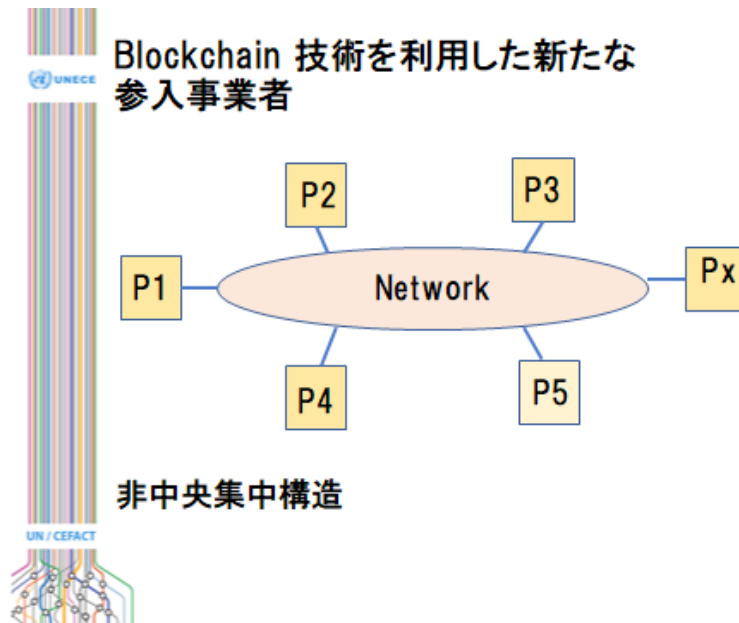 UNECE
Blockchain 技術を利用した新たな
参入事業者
P2
P3
P1
Network
Px
P4
P5
非中央集中構造
UN / CEFACT